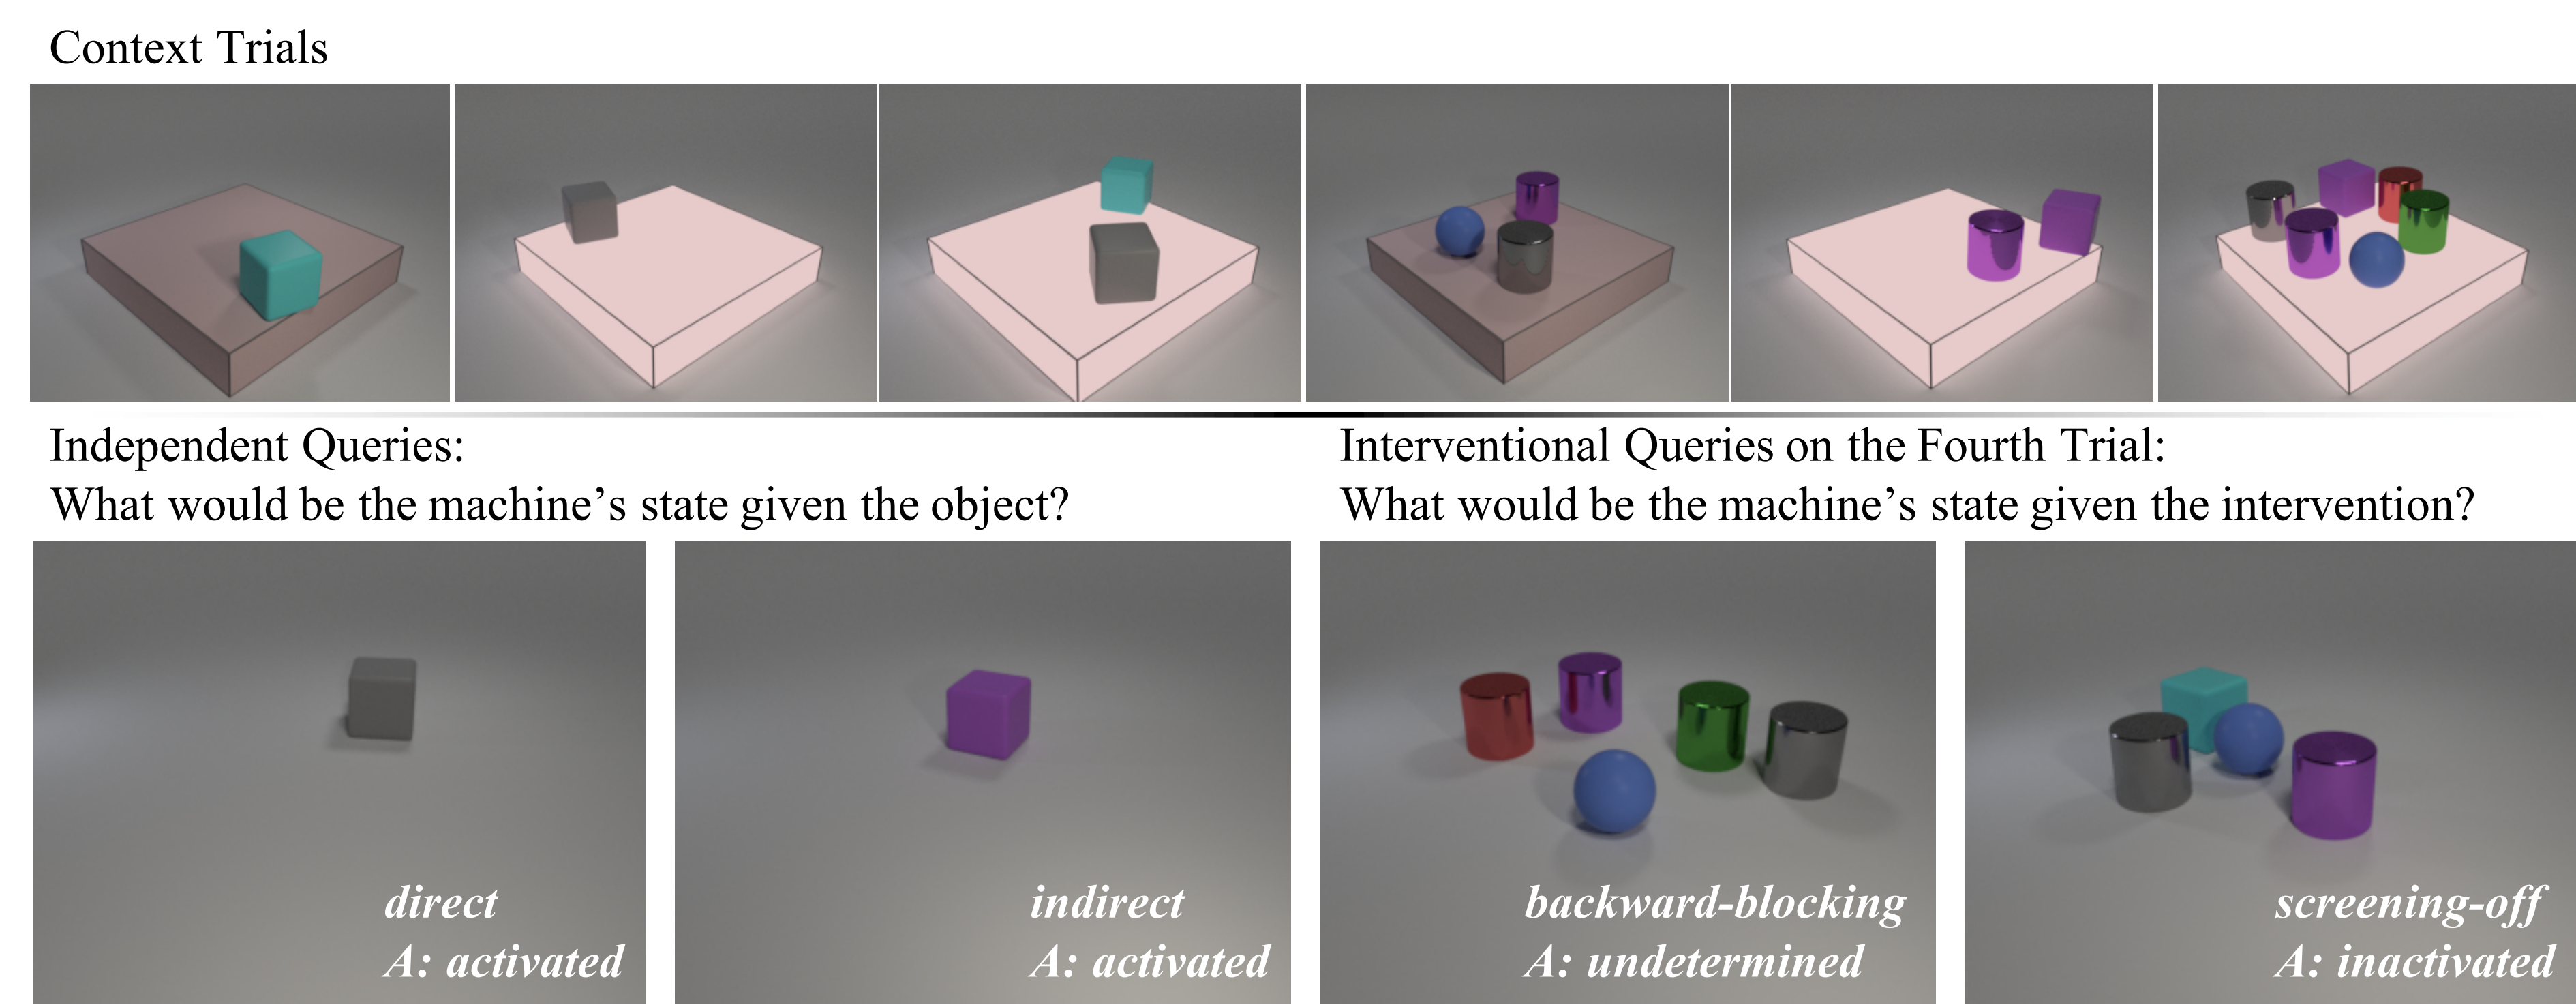 Context Trials
Independent Queries:
What would be the machine's state given the object?
Interventional Queries on the Fourth Trial:
What would be the machine's state given the intervention?
direct
A: activated
indirect
A: activated
backward-blocking
A: undetermined
screening-off
A: inactivated